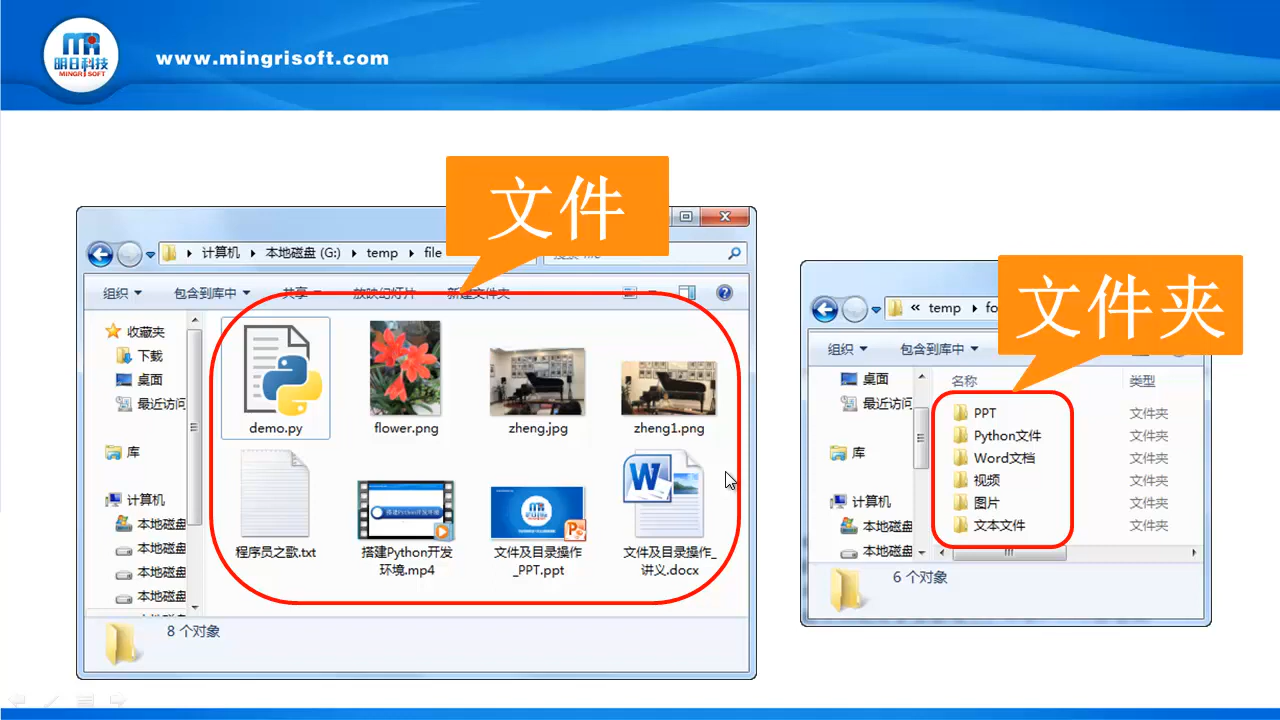 明日科技
MINGRISOFT
www.mingrisoft.com
文件
计算机 本地磁盘 (G:) temp file
组织 包含到库中 共享 放映幻灯片 新建文件夹
收藏夹
下载
桌面
最近访问
库
计算机
本地磁盘
本地磁盘
本地磁盘
本地磁盘
demo.py
flower.png
zheng.jpg
zheng1.png
程序员之歌.txt
搭建Python开发
环境.mp4
文件及目录操作
_PPT.ppt
文件及目录操作_
讲义.docx
8 个对象
文件夹
« temp fo
组织 包含到库中
桌面
最近访问
库
计算机
本地磁盘
本地磁盘
名称 类型
PPT 文件夹
Python文件 文件夹
Word文档 文件夹
视频 文件夹
图片 文件夹
文本文件 文件夹
6 个对象